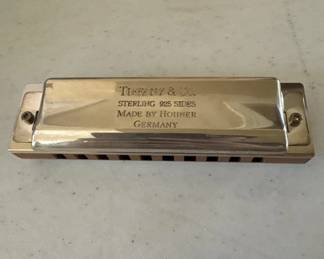 TIFFANY & CO.
STERLING 925 SIDES
MADE BY HOHNER
GERMANY